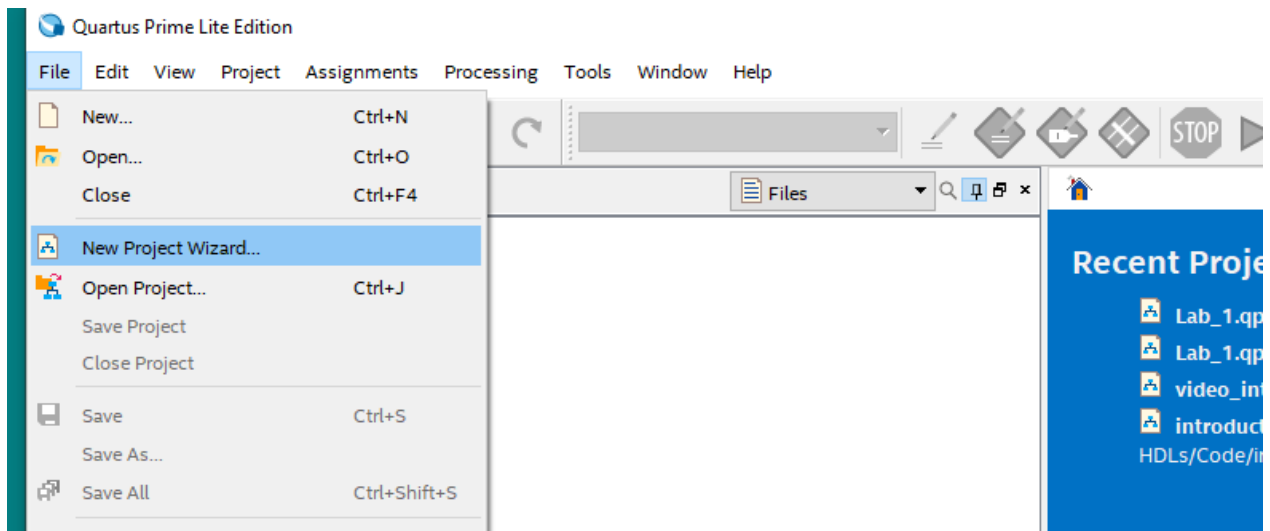 Quartus Prime Lite Edition
File Edit View Project Assignments Processing Tools Window Help
New... Ctrl+N
Open... Ctrl+O
Close Ctrl+F4
New Project Wizard...
Open Project... Ctrl+J
Save Project
Close Project
Save Ctrl+S
Save As...
Save All Ctrl+Shift+S
STOP
Files
Recent Proje
Lab_1.qp
Lab_1.qp
video_int
introduct
HDLs/Code/in